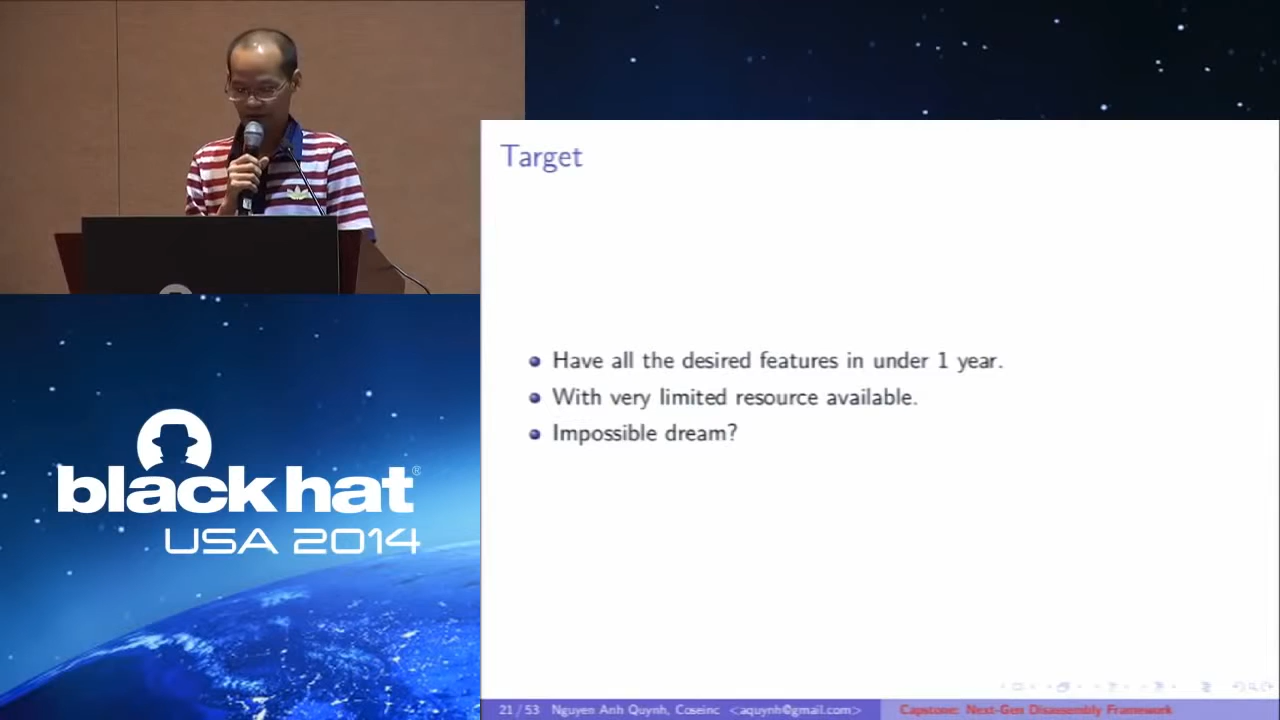 Target
Have all the desired features in under 1 year.
With very limited resource available.
Impossible dream?
black hat®
USA 2014
21 / 53 Nguyen Anh Quynh, Coseinc <aquynh@gmail.com> Capstone: Next-Gen Disassembly Framework